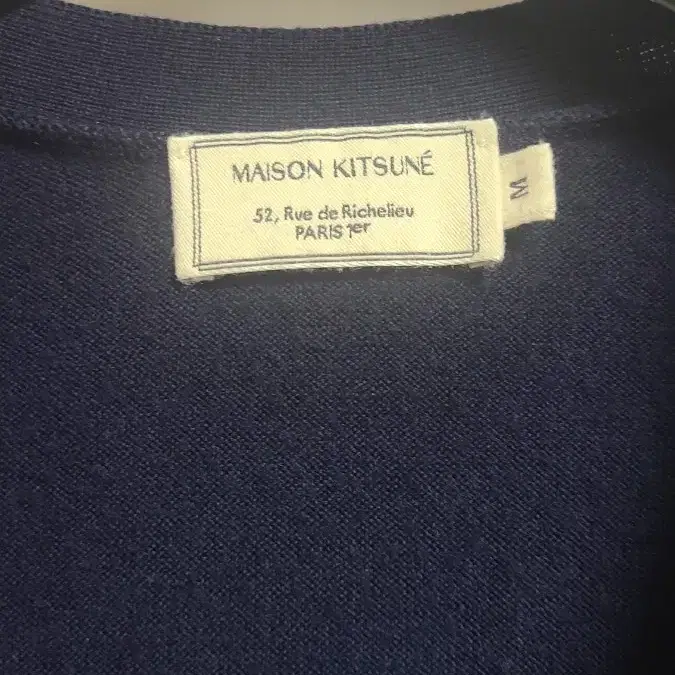 MAISON KITSUNÉ
52, Rue de Richelieu
PARIS 1er
M